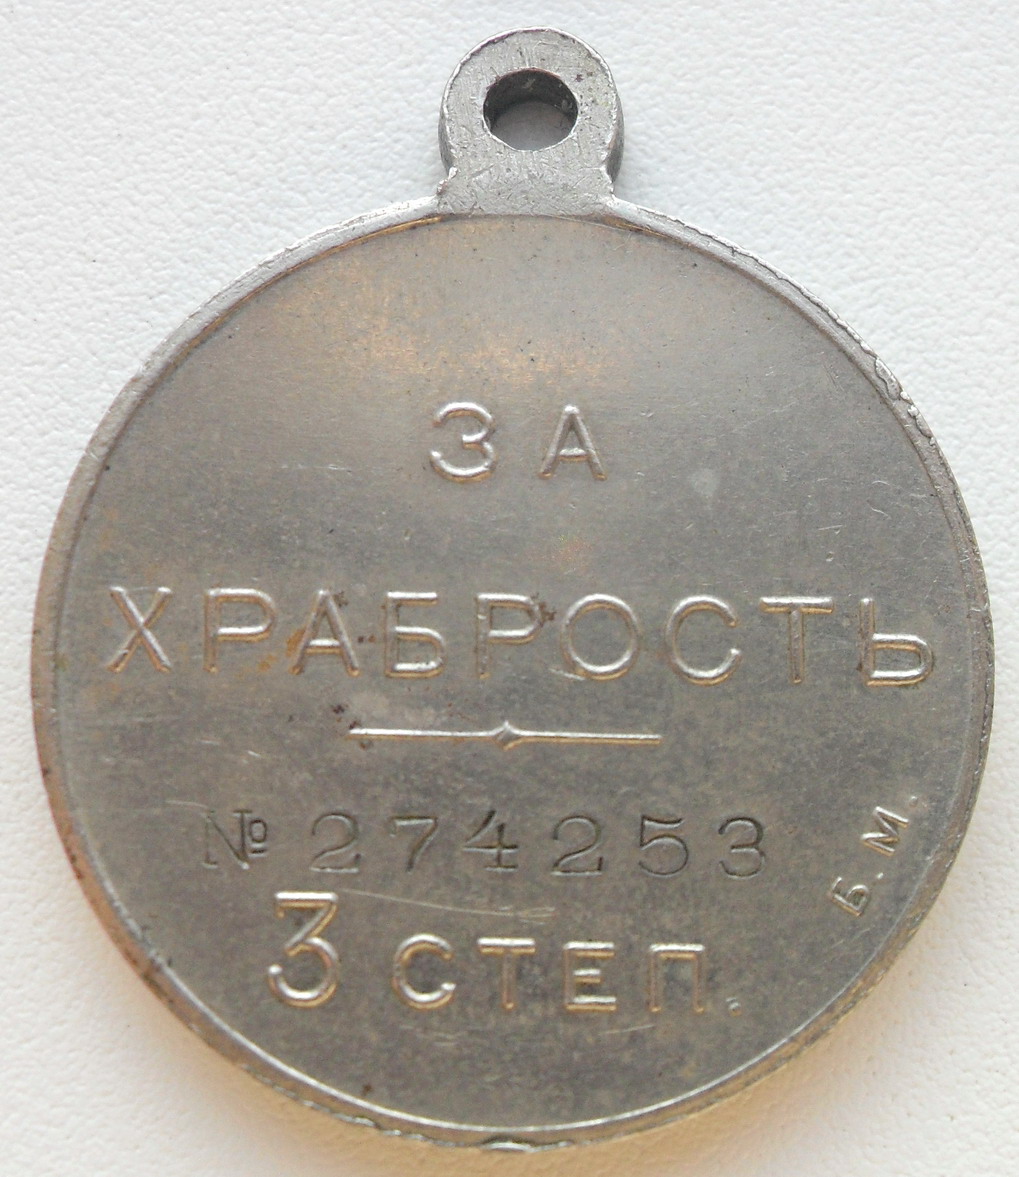 ЗА
ХРАБРОСТЬ
№ 274253
3 СТЕП.
Б. М.